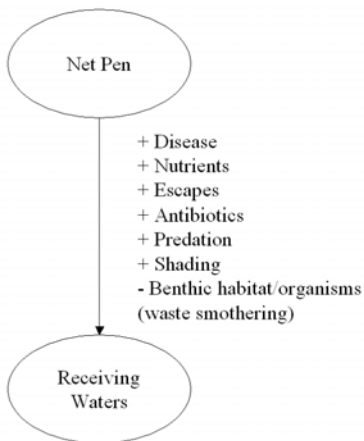 Net Pen
+ Disease
+ Nutrients
+ Escapes
+ Antibiotics
+ Predation
+ Shading
- Benthic habitat/organisms
(waste smothering)
Receiving
Waters